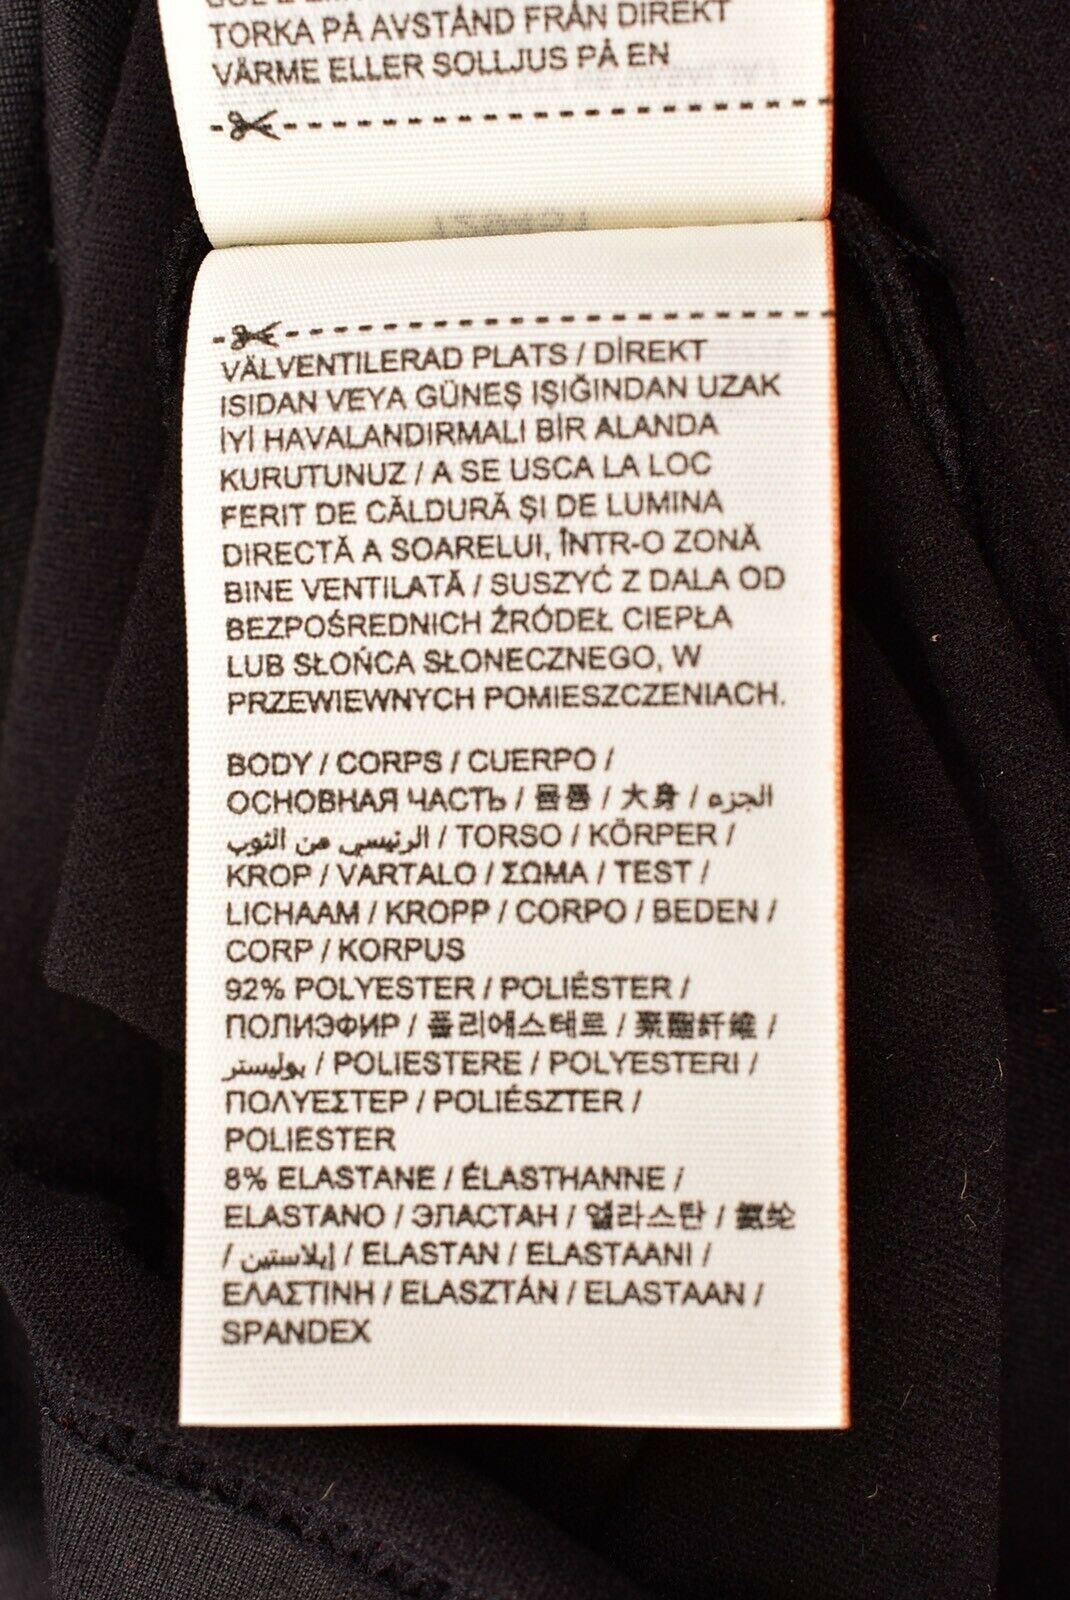 TORKA PÅ AVSTÅND FRÅN DIREKT
VÄRME ELLER SOLLJUS PÅ EN
VÄLVENTILERAD PLATS / DİREKT
ISIDAN VEYA GÜNEŞ IŞIĞINDAN UZAK
İYİ HAVALANDIRMALI BİR ALANDA
KURUTUNUZ / A SE USCA LA LOC
FERIT DE CĂLDURĂ ŞI DE LUMINA
DIRECTĂ A SOARELUI, ÎNTR-O ZONĂ
BINE VENTILATĂ / SUSZYĆ Z DALA OD
BEZPOŚREDNICH ŹRÓDEŁ CIEPŁA
LUB SŁOŃCA SŁONECZNEGO, W
PRZEWIEWNYCH POMIESZCZENIACH.
BODY / CORPS / CUERPO /
ОСНОВНАЯ ЧАСТЬ / 몸통 / 大身 / الجزء
الرئيسي من الثوب / TORSO / KÖRPER /
KROP / VARTALO / ΣΩΜΑ / TEST /
LICHAAM / KROPP / CORPO / BEDEN /
CORP / KORPUS
92% POLYESTER / POLIÉSTER /
ПОЛИЭФИР / 폴리에스테르 / 聚酯纤维 /
بوليستر / POLIESTERE / POLYESTERI /
ΠΟΛΥΕΣΤΕΡ / POLIÉSZTER /
POLIESTER
8% ELASTANE / ÉLASTHANNE /
ELASTANO / ЭЛАСТАН / 엘라스탄 / 氨纶
/ إيلاستين / ELASTAN / ELASTAANI /
ΕΛΑΣΤΙΝΗ / ELASZTÁN / ELASTAAN /
SPANDEX